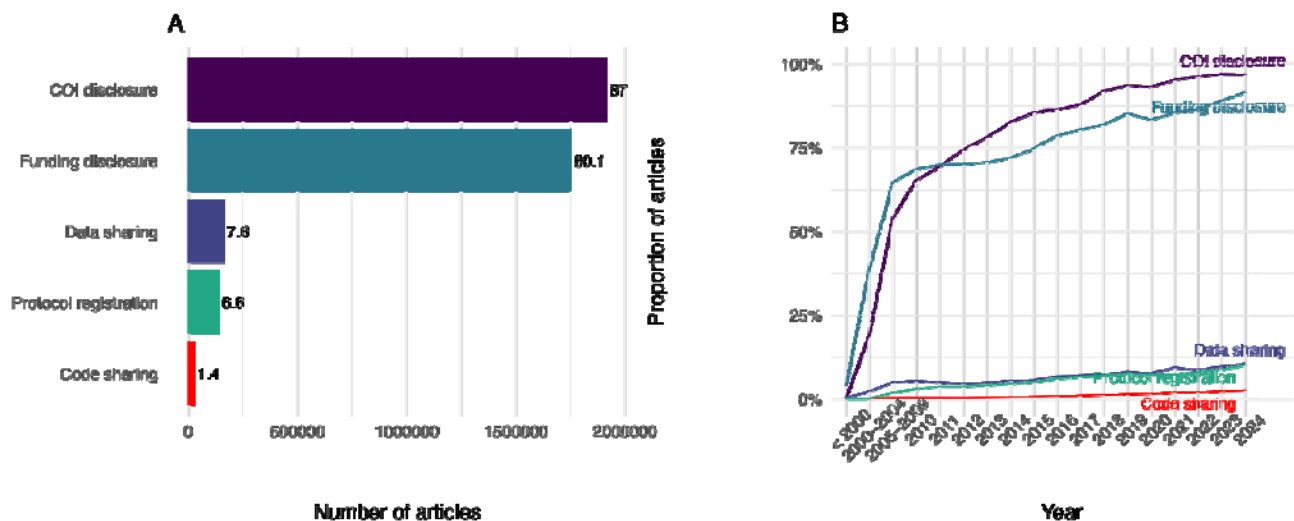 A
COI disclosure
87
Funding disclosure
80.1
Data sharing
7.6
Protocol registration
6.6
Code sharing
1.4
0
500000
1000000
1500000
2000000
Number of articles
B
Proportion of articles
100%
75%
50%
25%
0%
COI disclosure
Funding disclosure
Data sharing
Protocol registration
Code sharing
< 2000
2000–2004
2005–2009
2010
2011
2012
2013
2014
2015
2016
2017
2018
2019
2020
2021
2022
2023
2024
Year